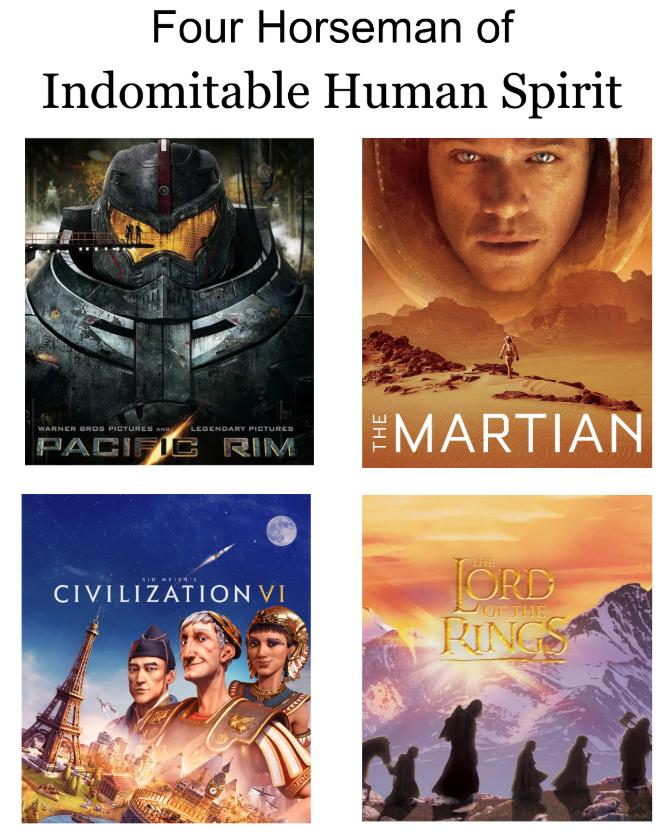 Four Horseman of
Indomitable Human Spirit
WARNER BROS PICTURES AND LEGENDARY PICTURES
PACIFIC RIM
THE MARTIAN
SID MEIER'S
CIVILIZATION VI
THE
LORD
OF THE
RINGS